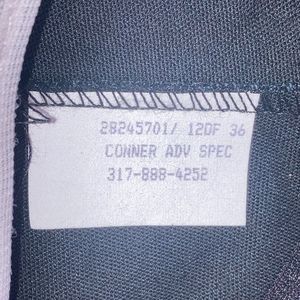 28245701/ 12DF 36
CONNER ADV SPEC
317-888-4252